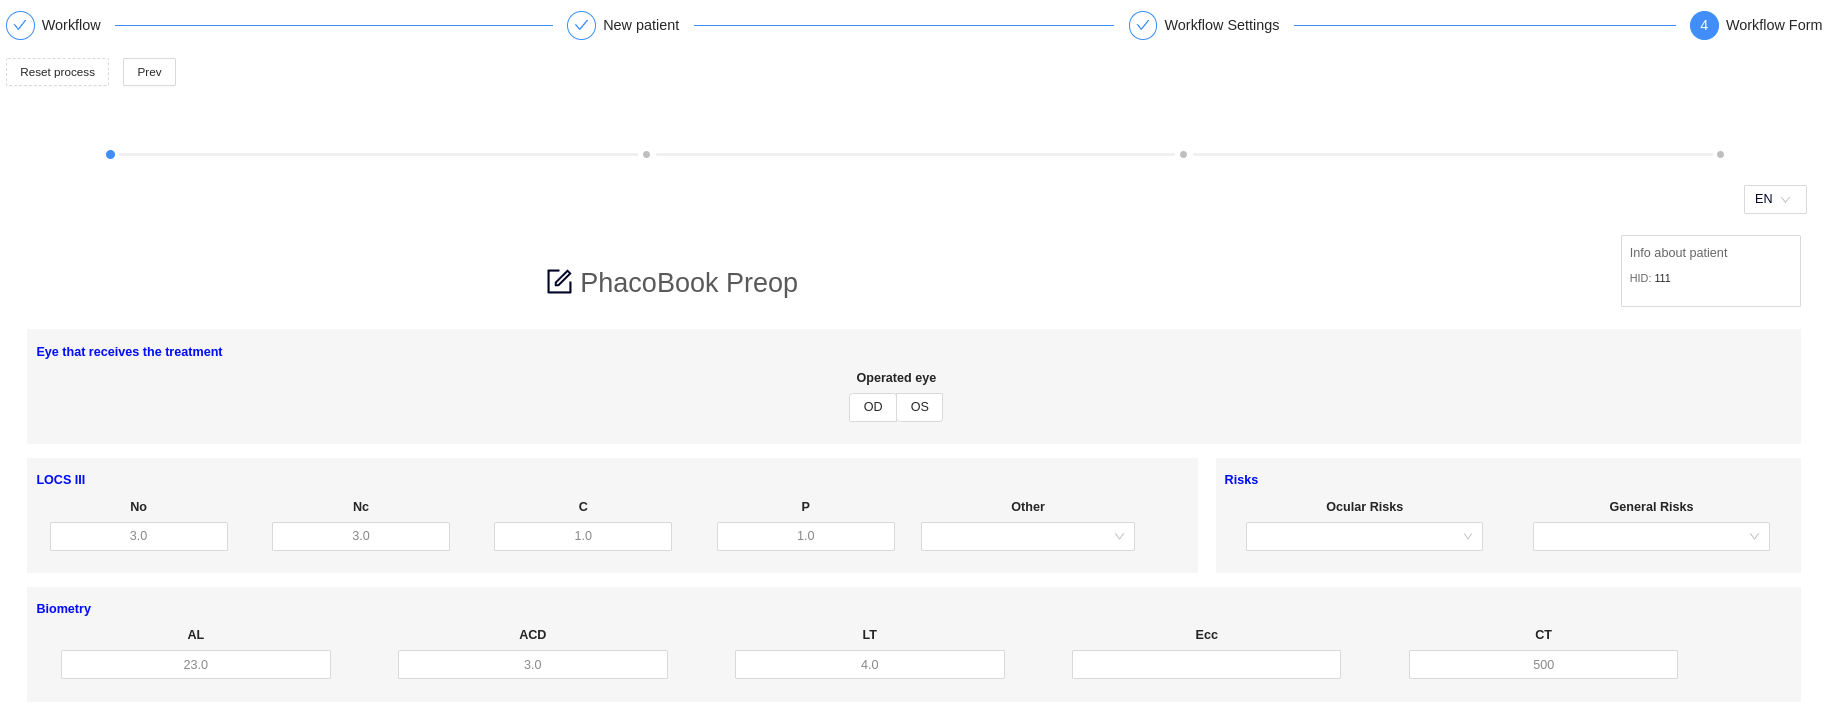 Workflow New patient Workflow Settings 4 Workflow Form
Reset process Prev
EN
Info about patient
HID: 111
PhacoBook Preop
Eye that receives the treatment
Operated eye
OD OS
LOCS III Risks
No Nc C P Other Ocular Risks General Risks
3.0 3.0 1.0 1.0
Biometry
AL ACD LT Ecc CT
23.0 3.0 4.0 500